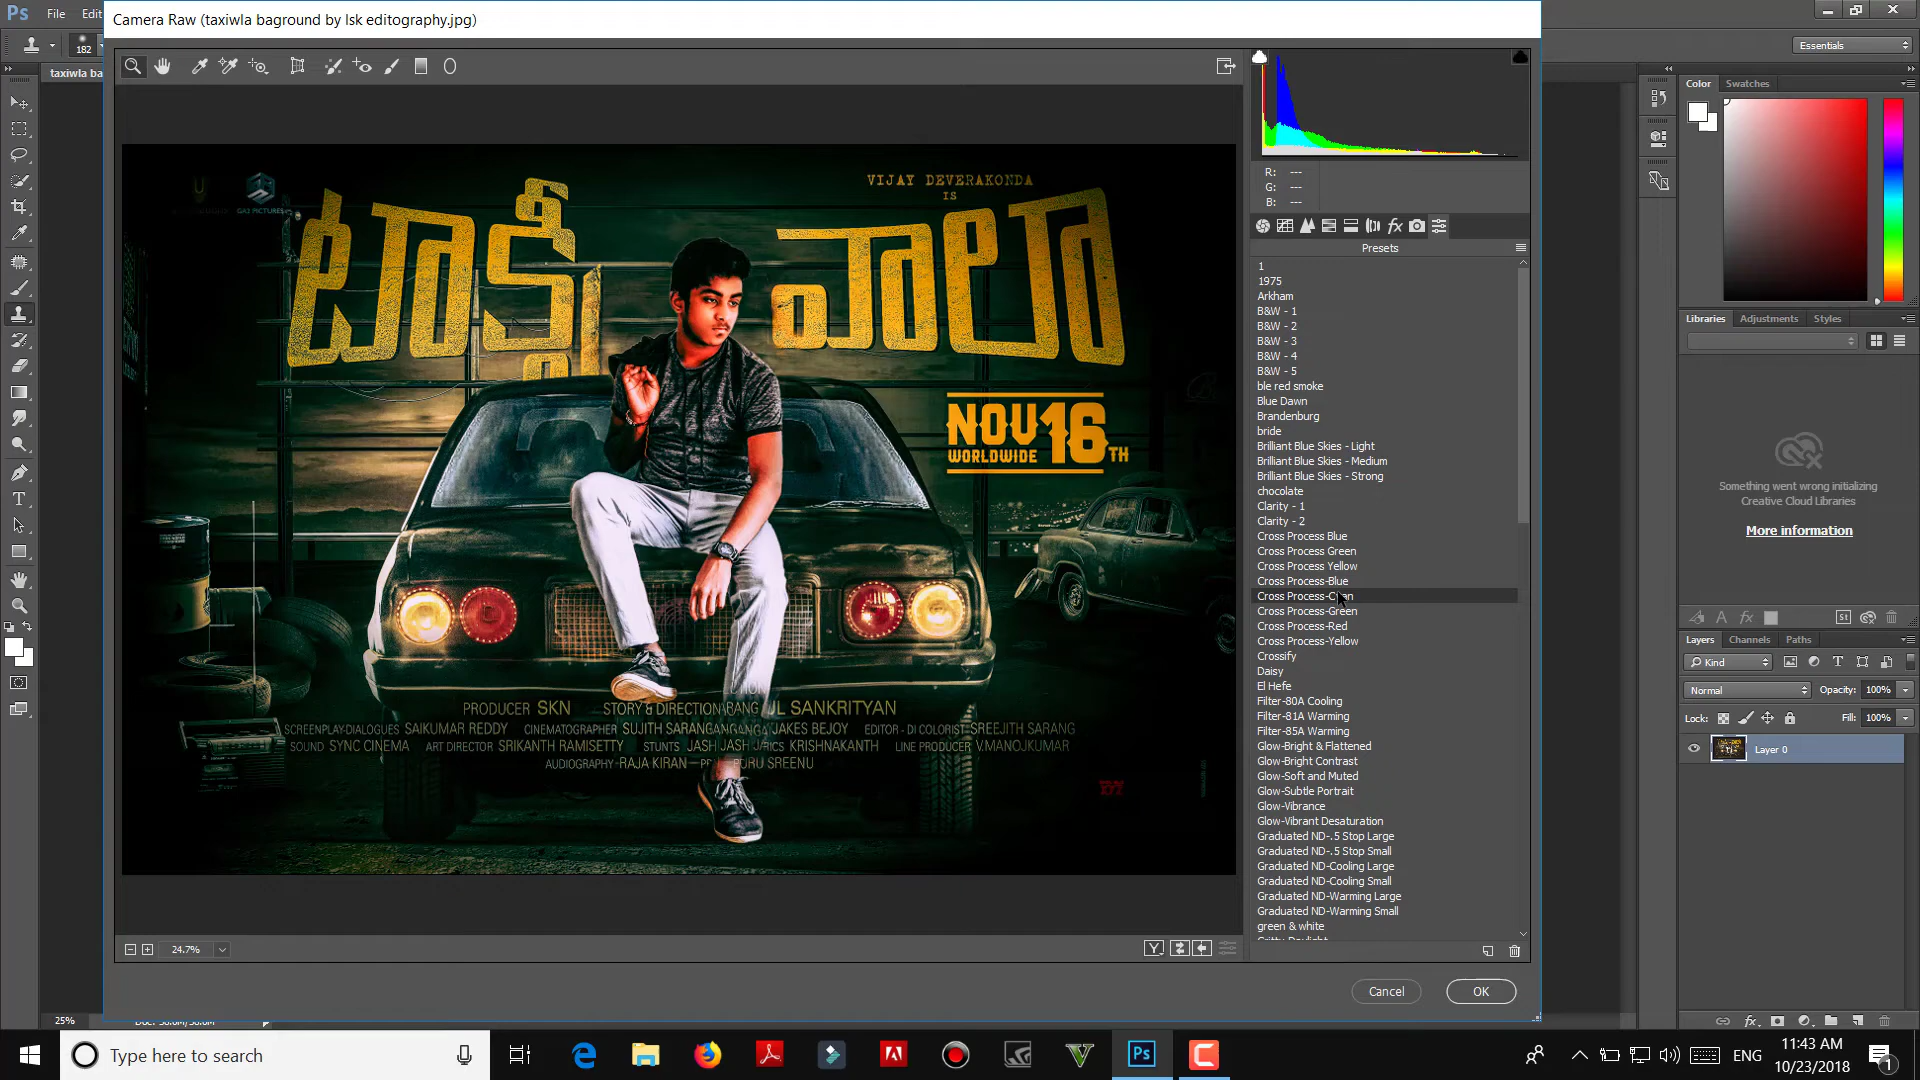 Ps
File
Edit
Camera Raw (taxiwla baground by lsk editography.jpg)
182
Essentials
taxiwla ba
Color
Swatches
R: ---
G: ---
B: ---
Presets
1
1975
Arkham
B&W - 1
B&W - 2
B&W - 3
B&W - 4
B&W - 5
ble red smoke
Blue Dawn
Brandenburg
bride
Brilliant Blue Skies - Light
Brilliant Blue Skies - Medium
Brilliant Blue Skies - Strong
chocolate
Clarity - 1
Clarity - 2
Cross Process Blue
Cross Process Green
Cross Process Yellow
Cross Process-Blue
Cross
Cross Process-Green
Cross Process-Red
Cross Process-Yellow
Crossify
Daisy
El Hefe
Filter-80A Cooling
Filter-81A Warming
Filter-85A Warming
Glow-Bright & Flattened
Glow-Bright Contrast
Glow-Soft and Muted
Glow-Subtle Portrait
Glow-Vibrance
Glow-Vibrant Desaturation
Graduated ND-.5 Stop Large
Graduated ND-.5 Stop Small
Graduated ND-Cooling Large
Graduated ND-Cooling Small
Graduated ND-Warming Large
Graduated ND-Warming Small
green & white
GA2 PICTURES
VIJAY DEVERAKONDA
IS
టాక్సీ వాలా
NOV 16TH
WORLDWIDE
PRODUCER SKN STORY & DIRECTION SANKRITYAN
SCREENPLAY-DIALOGUES SAIKUMAR REDDY CINEMATOGRAPHER SUJITH SARANG JAKES BEJOY EDITOR - DI COLORIST SREEJITH SARANG
SOUND SYNC CINEMA ART DIRECTOR SRIKANTH RAMISETTY STUNTS JASH JASH KRISHNAKANTH LINE PRODUCER V.MANOJKUMAR
AUDIOGRAPHY RAJA KIRAN SREENU
24.7%
Cancel
OK
25%
Libraries
Adjustments
Styles
Something went wrong initializing
Creative Cloud Libraries
More information
St
Layers
Channels
Paths
Kind
Normal
Opacity: 100%
Lock:
Fill: 100%
Layer 0
Type here to search
ENG
11:43 AM
10/23/2018
1